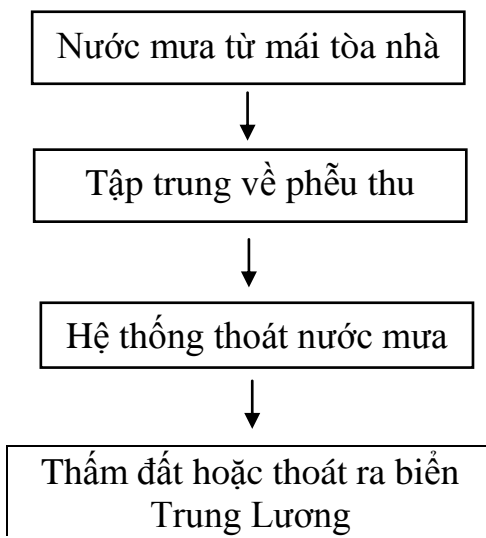 Nước mưa từ mái tòa nhà
Tập trung về phễu thu
Hệ thống thoát nước mưa
Thấm đất hoặc thoát ra biển
Trung Lương